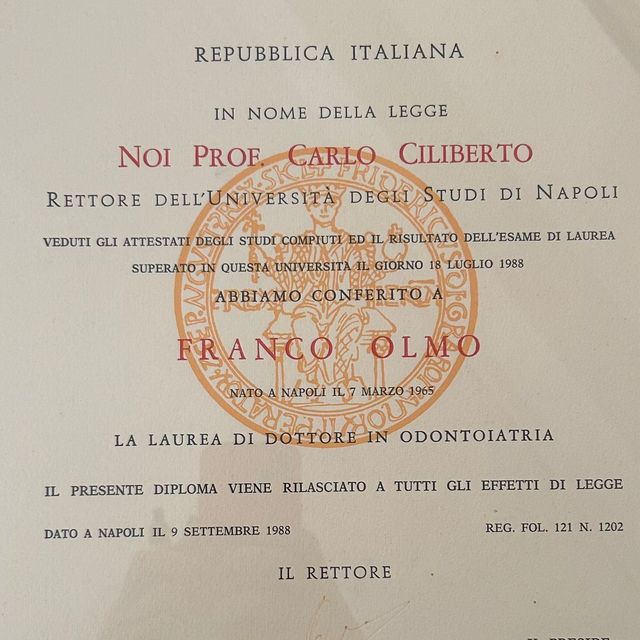 REPUBBLICA ITALIANA
IN NOME DELLA LEGGE
NOI PROF. CARLO CILIBERTO
RETTORE DELL'UNIVERSITÀ DEGLI STUDI DI NAPOLI
VEDUTI GLI ATTESTATI DEGLI STUDI COMPIUTI ED IL RISULTATO DELL'ESAME DI LAUREA
SUPERATO IN QUESTA UNIVERSITÀ IL GIORNO 18 LUGLIO 1988
ABBIAMO CONFERITO A
FRANCO OLMO
NATO A NAPOLI IL 7 MARZO 1965
LA LAUREA DI DOTTORE IN ODONTOIATRIA
IL PRESENTE DIPLOMA VIENE RILASCIATO A TUTTI GLI EFFETTI DI LEGGE
DATO A NAPOLI IL 9 SETTEMBRE 1988 REG. FOL. 121 N. 1202
IL RETTORE
IL PRESIDE